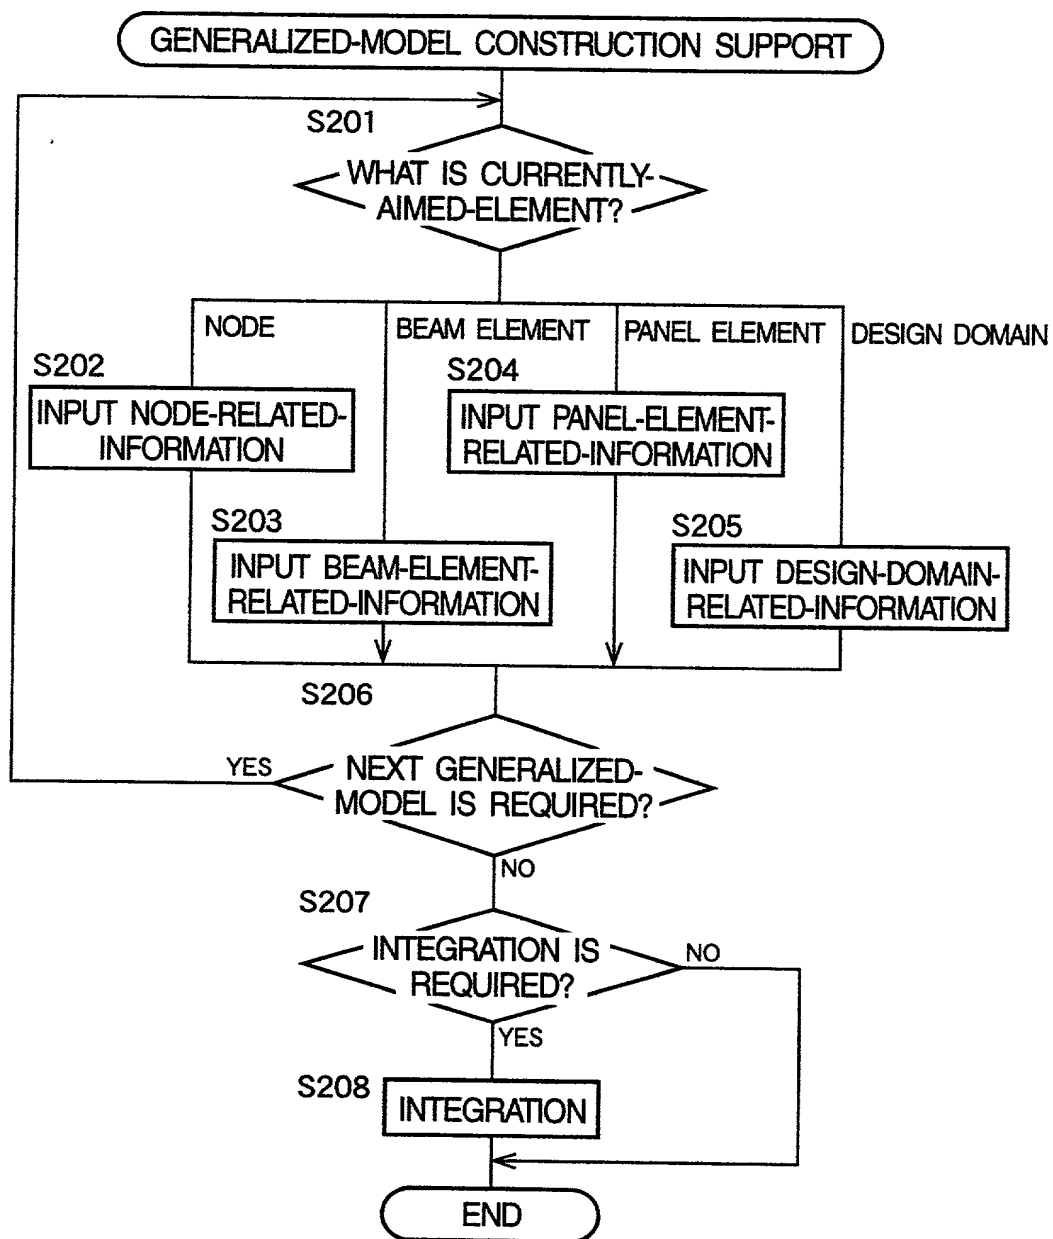 GENERALIZED-MODEL CONSTRUCTION SUPPORT
S201
WHAT IS CURRENTLY-
AIMED-ELEMENT?
NODE
BEAM ELEMENT
PANEL ELEMENT
DESIGN DOMAIN
S202
INPUT NODE-RELATED-
INFORMATION
S204
INPUT PANEL-ELEMENT-
RELATED-INFORMATION
S203
INPUT BEAM-ELEMENT-
RELATED-INFORMATION
S205
INPUT DESIGN-DOMAIN-
RELATED-INFORMATION
S206
YES
NEXT GENERALIZED-
MODEL IS REQUIRED?
NO
S207
INTEGRATION IS
REQUIRED?
NO
YES
S208
INTEGRATION
END